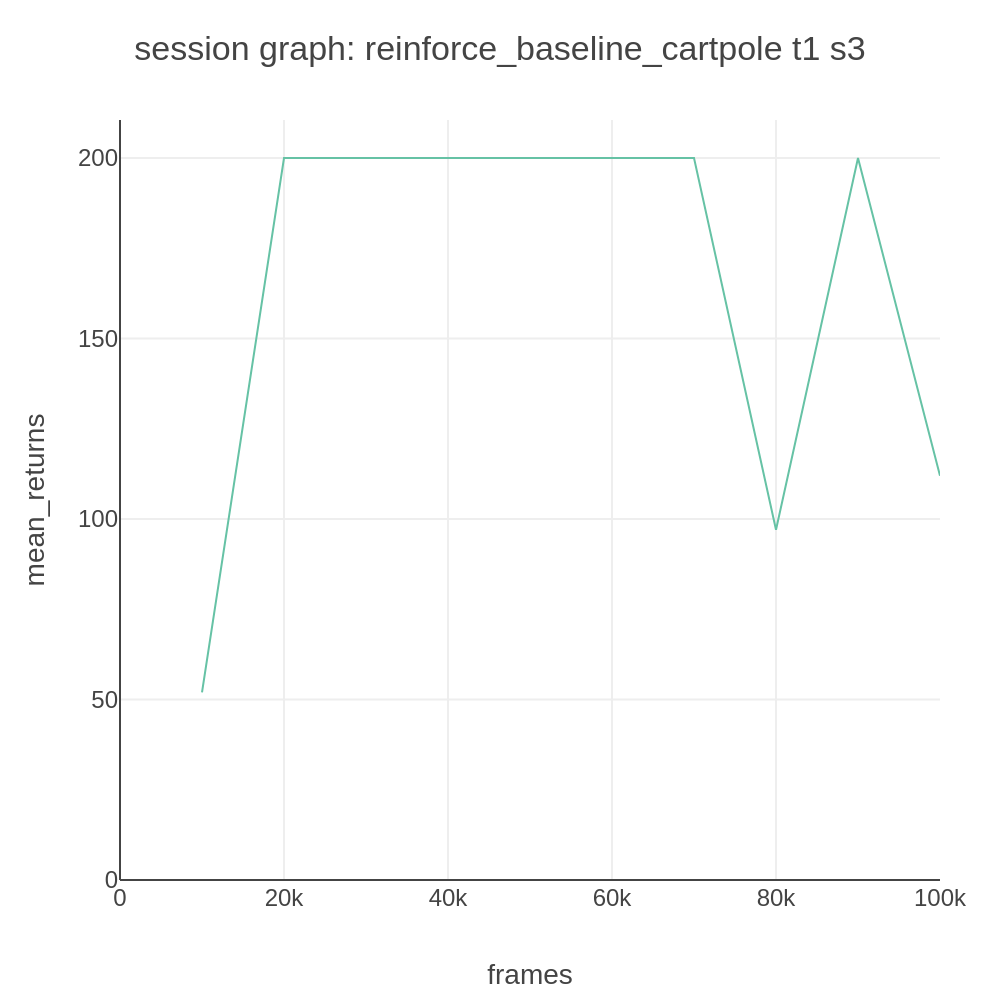 session graph: reinforce_baseline_cartpole t1 s3
mean_returns
200
150
100
50
0
0 20k 40k 60k 80k 100k
frames